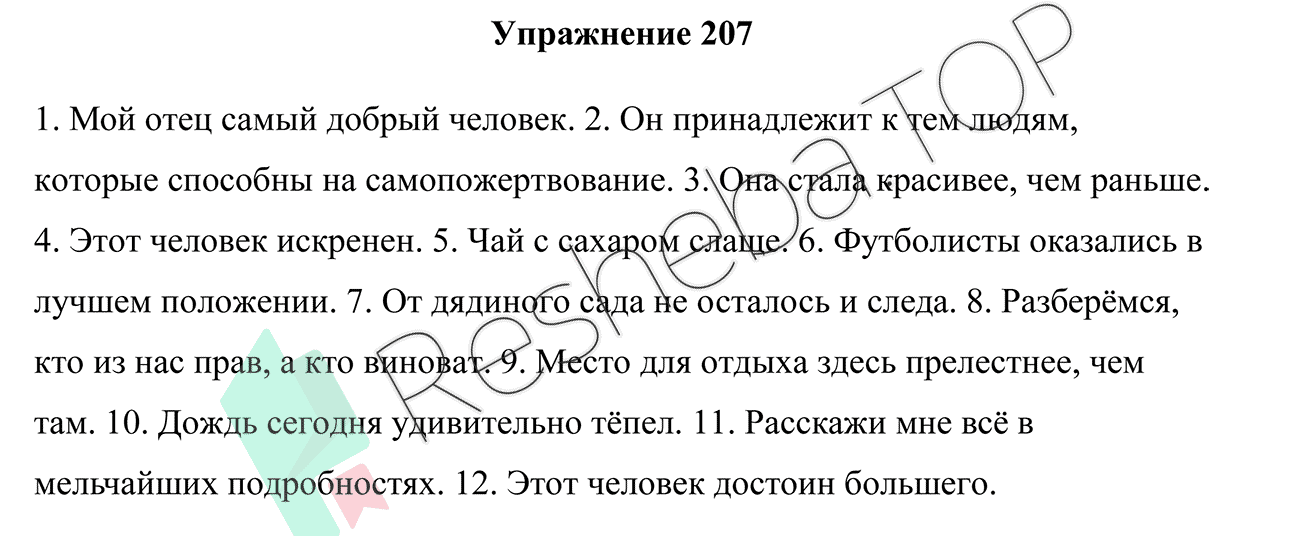 Упражнение 207
1. Мой отец самый добрый человек. 2. Он принадлежит к тем людям,
которые способны на самопожертвование. 3. Она стала красивее, чем раньше.
4. Этот человек искренен. 5. Чай с сахаром слаще. 6. Футболисты оказались в
лучшем положении. 7. От дядиного сада не осталось и следа. 8. Разберёмся,
кто из нас прав, а кто виноват. 9. Место для отдыха здесь прелестнее, чем
там. 10. Дождь сегодня удивительно тёпел. 11. Расскажи мне всё в
мельчайших подробностях. 12. Этот человек достоин большего.
Resheba TOP